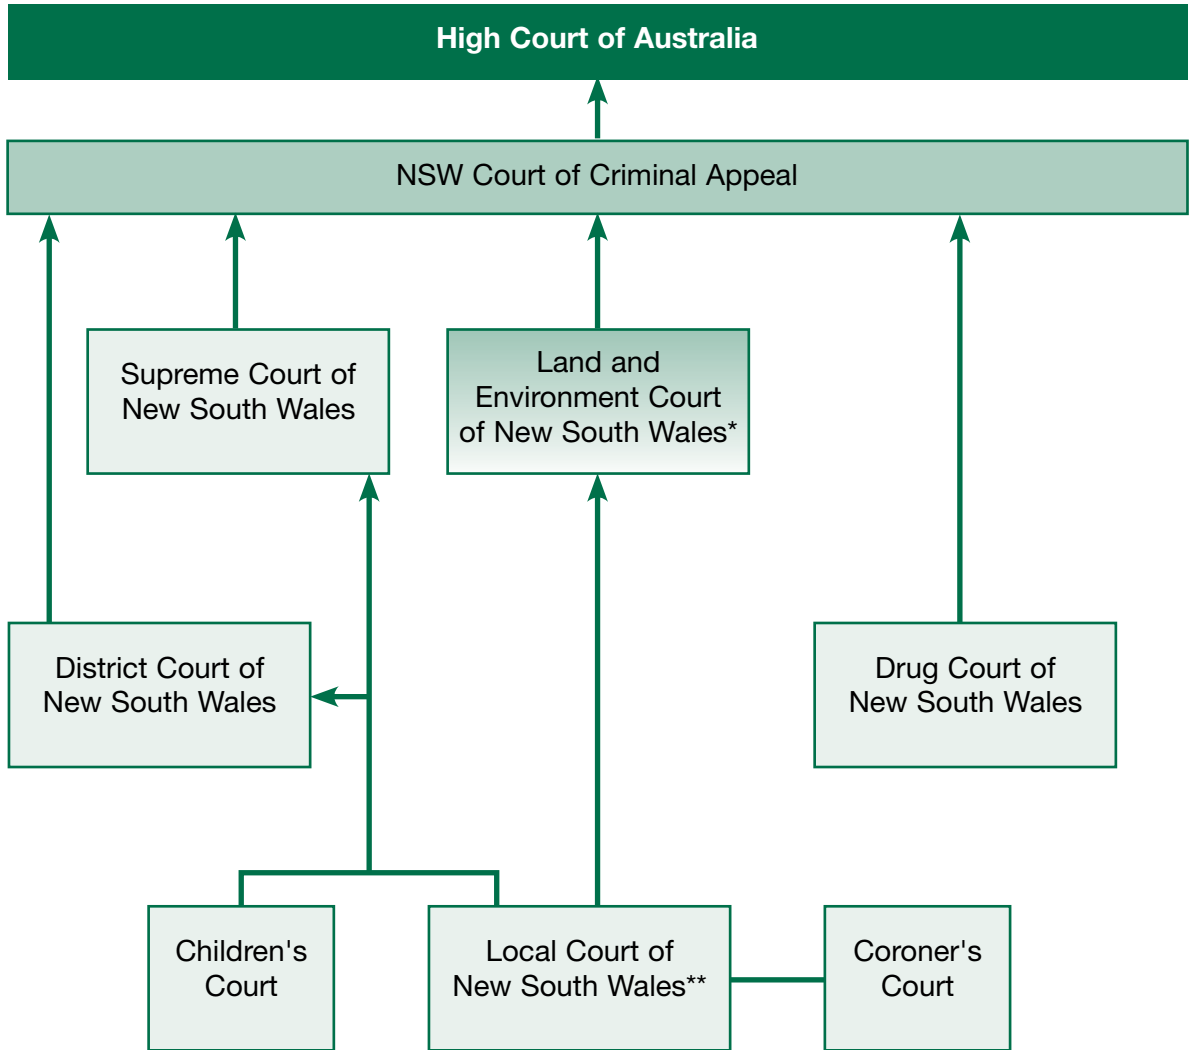 High Court of Australia
NSW Court of Criminal Appeal
Supreme Court of
New South Wales
Land and
Environment Court
of New South Wales*
District Court of
New South Wales
Drug Court of
New South Wales
Children's
Court
Local Court of
New South Wales**
Coroner's
Court